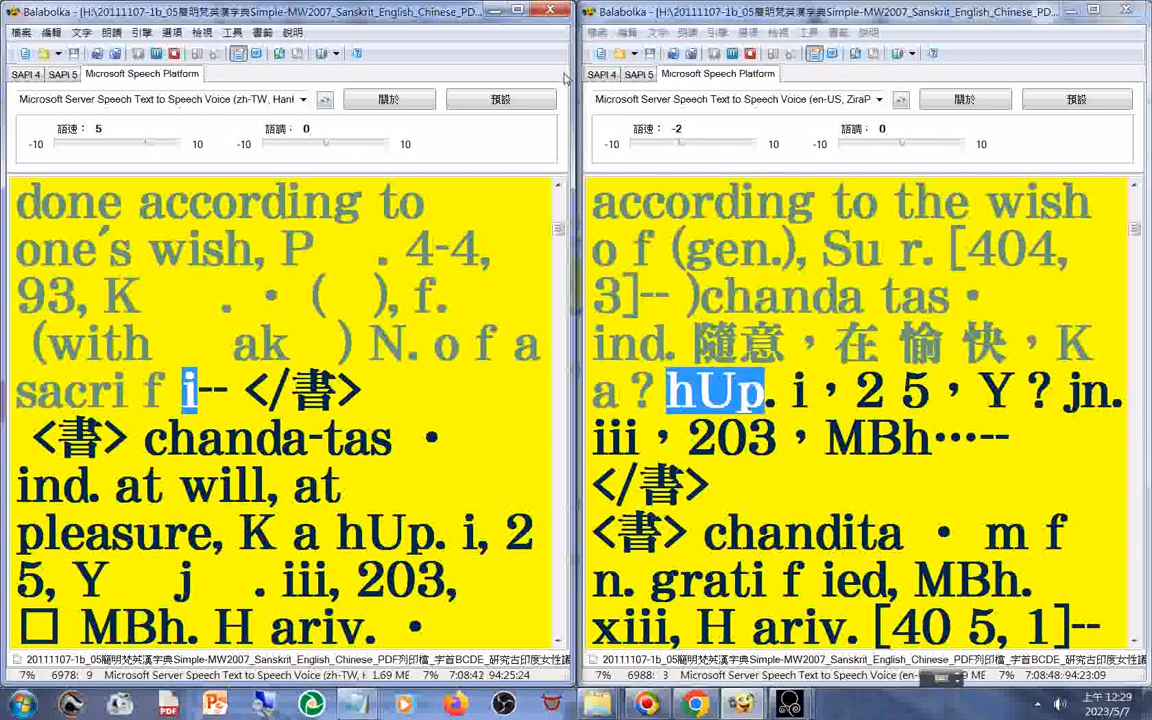 Balabolka - [H:\20111107-1b_05簡明梵英漢字典Simple-MW2007_Sanskrit_English_Chinese_PD...
檔案 編輯 文字 朗讀 引擎 選項 檢視 工具 書籤 說明
SAPI 4 SAPI 5 Microsoft Speech Platform
Microsoft Server Speech Text to Speech Voice (zh-TW, Hanl
關於 預設
語速： 5 語調： 0
-10 10 -10 10
done according to
one's wish, P . 4-4,
93, K . • ( ), f.
(with ak ) N. o f a
sacri f i-- </書>
<書> chanda-tas •
ind. at will, at
pleasure, K a hUp. i, 2
5, Y j . iii, 203,
□ MBh. H ariv. •
20111107-1b_05簡明梵英漢字典Simple-MW2007_Sanskrit_English_Chinese_PDF列印檔_字首BCDE_研究古印度女性議
7% 6978: 9 Microsoft Server Speech Text to Speech Voice (zh-TW, 1.69 ME 7% 7:08:42 94:25:24
Balabolka - [H:\20111107-1b_05簡明梵英漢字典Simple-MW2007_Sanskrit_English_Chinese_PD...
檔案 編輯 文字 朗讀 引擎 選項 檢視 工具 書籤 說明
SAPI 4 SAPI 5 Microsoft Speech Platform
Microsoft Server Speech Text to Speech Voice (en-US, ZiraP
關於 預設
語速： -2 語調： 0
-10 10 -10 10
according to the wish
o f (gen.), Su r. [404,
3]-- )chanda tas •
ind. 隨意，在 愉 快，K
a ? hUp. i，2 5，Y ? jn.
iii，203，MBh…--
</書>
<書> chandita • m f
n. grati f ied, MBh.
xiii, H ariv. [40 5, 1]--
20111107-1b_05簡明梵英漢字典Simple-MW2007_Sanskrit_English_Chinese_PDF列印檔_字首BCDE_研究古印度女性議
7% 6988: 3 Microsoft Server Speech Text to Speech Voice (en-U ME 7% 7:08:48 94:23:09
上午 12:29
2023/5/7